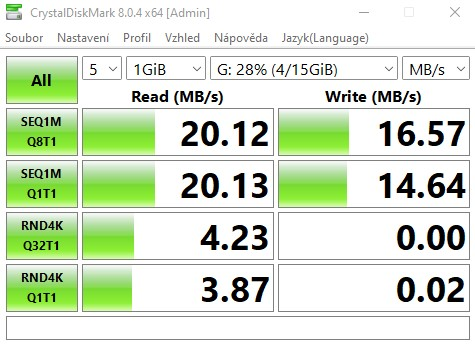 CrystalDiskMark 8.0.4 x64 [Admin]
Soubor Nastavení Profil Vzhled Nápověda Jazyk(Language)
All 5 1GiB G: 28% (4/15GiB) MB/s
Read (MB/s) Write (MB/s)
SEQ1M Q8T1 20.12 16.57
SEQ1M Q1T1 20.13 14.64
RND4K Q32T1 4.23 0.00
RND4K Q1T1 3.87 0.02